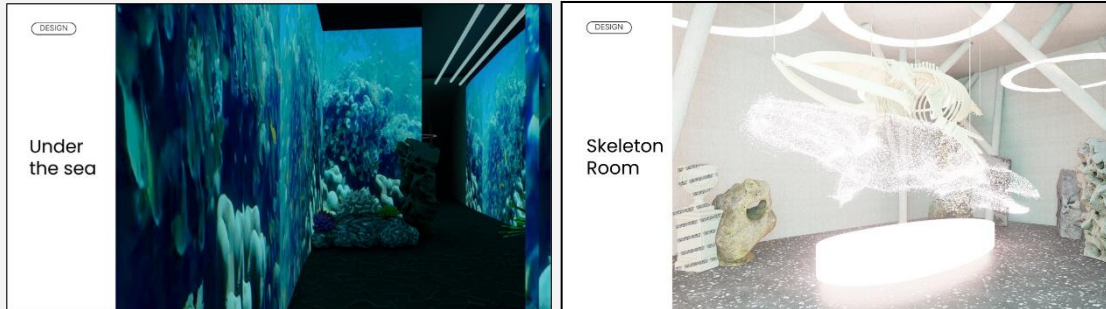 DESIGN
Under
the sea
DESIGN
Skeleton
Room